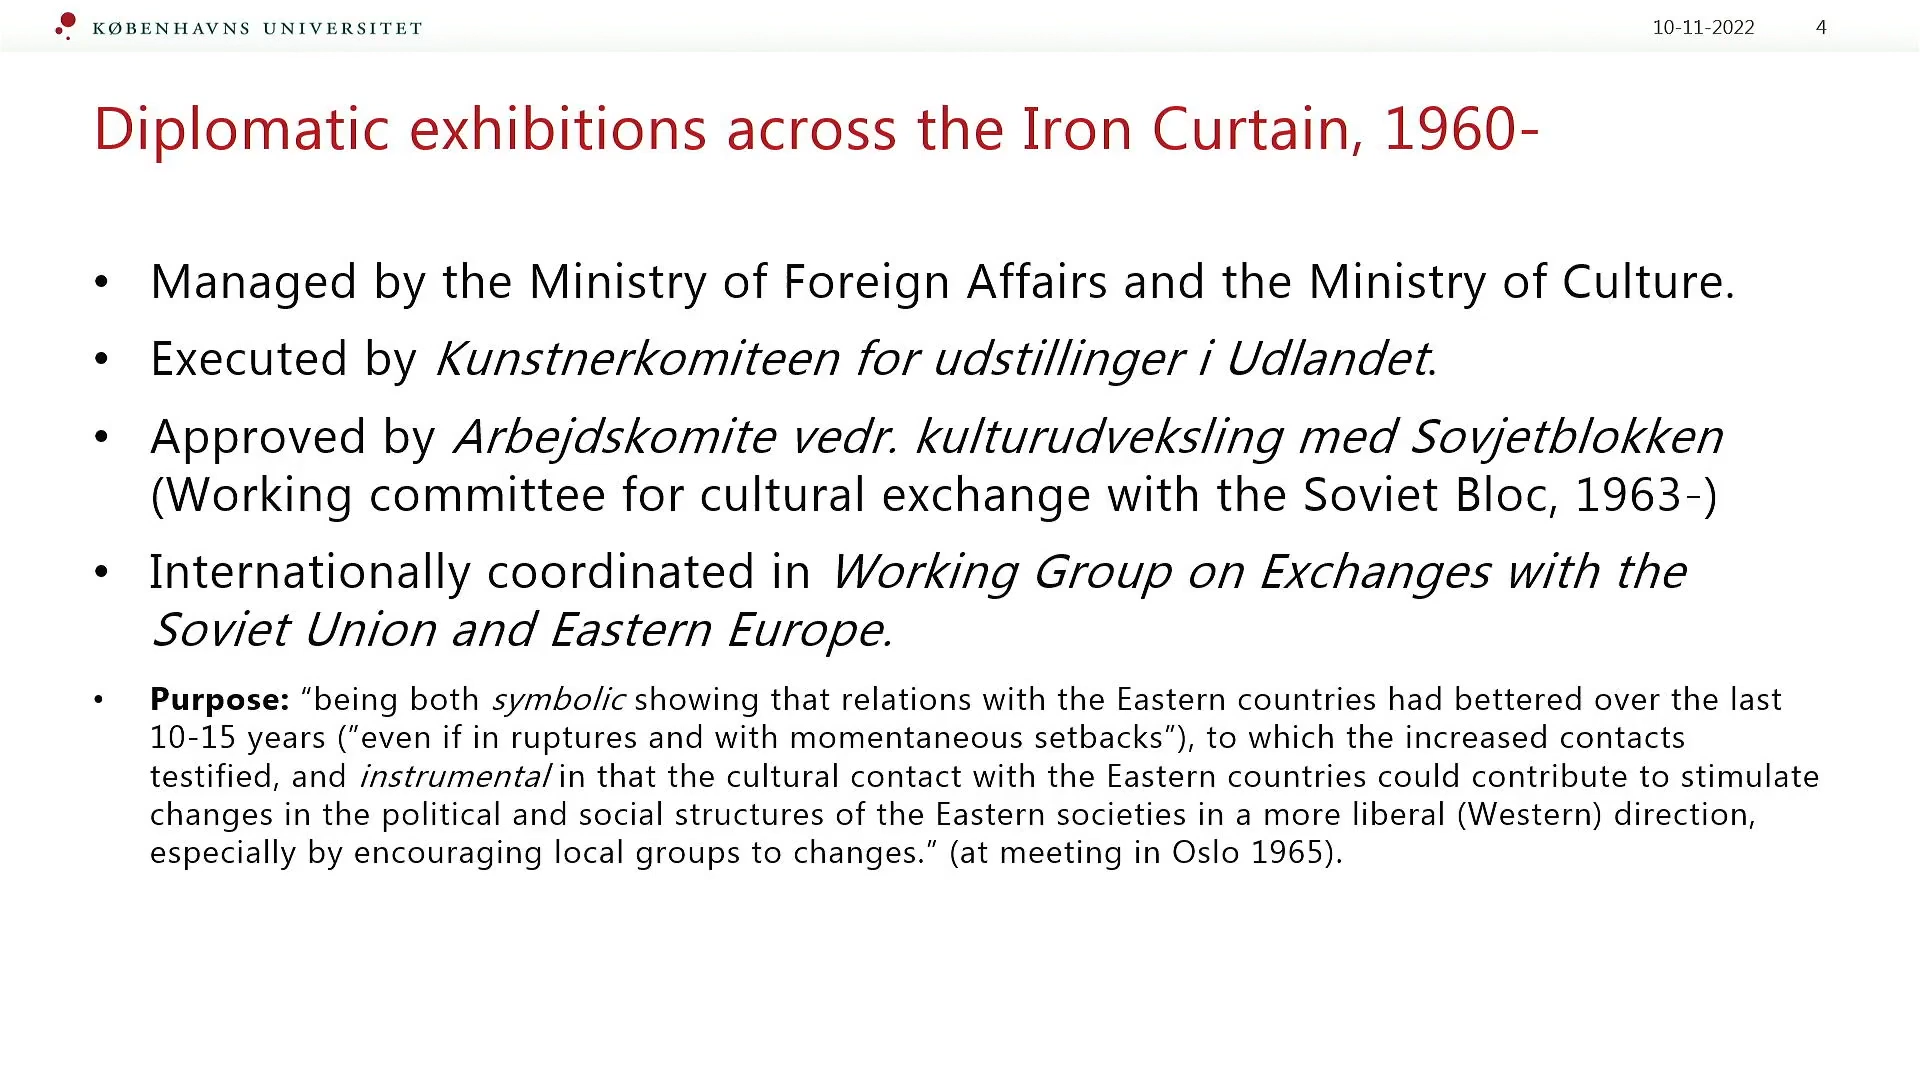 KØBENHAVNS UNIVERSITET
10-11-2022 4
Diplomatic exhibitions across the Iron Curtain, 1960-
• Managed by the Ministry of Foreign Affairs and the Ministry of Culture.
• Executed by Kunstnerkomiteen for udstillinger i Udlandet.
• Approved by Arbejdskomite vedr. kulturudveksling med Sovjetblokken
(Working committee for cultural exchange with the Soviet Bloc, 1963-)
• Internationally coordinated in Working Group on Exchanges with the
Soviet Union and Eastern Europe.
• Purpose: “being both symbolic showing that relations with the Eastern countries had bettered over the last
10-15 years (”even if in ruptures and with momentaneous setbacks”), to which the increased contacts
testified, and instrumental in that the cultural contact with the Eastern countries could contribute to stimulate
changes in the political and social structures of the Eastern societies in a more liberal (Western) direction,
especially by encouraging local groups to changes.” (at meeting in Oslo 1965).